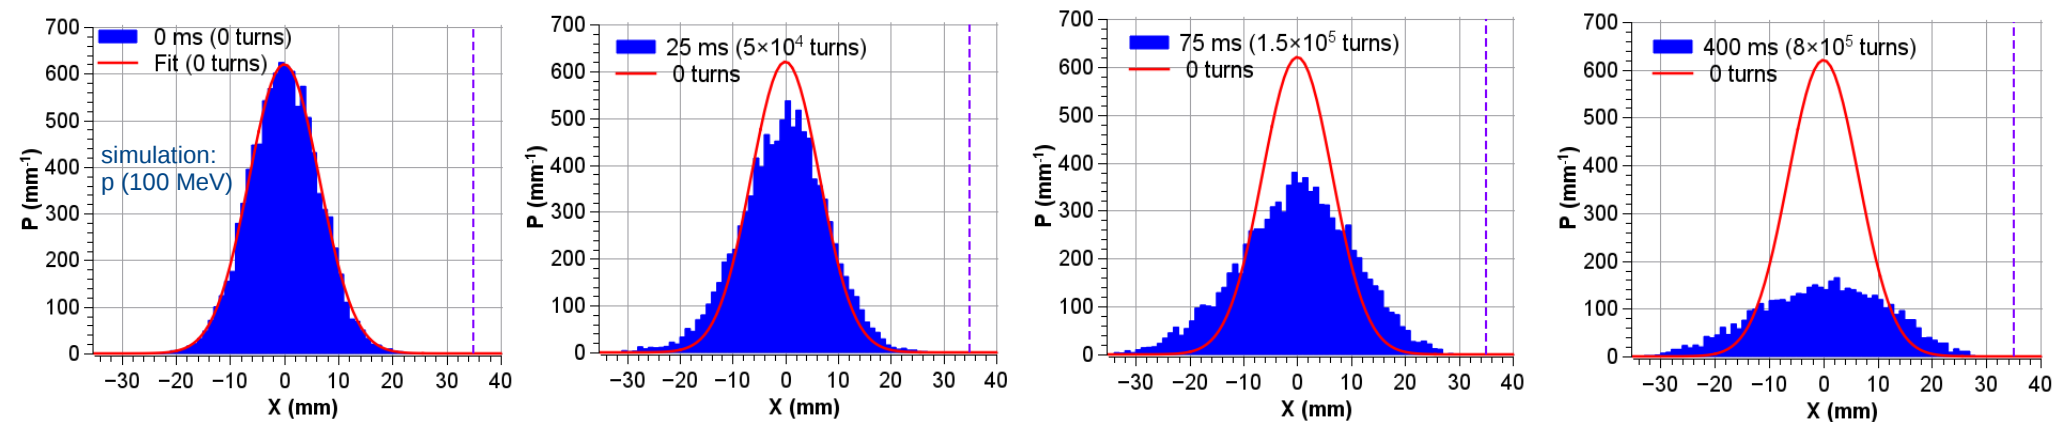 700
600
500
400
300
200
100
0
P (mm⁻¹)
0 ms (0 turns)
Fit (0 turns)
simulation:
p (100 MeV)
−30 −20 −10 0 10 20 30 40
X (mm)
700
600
500
400
300
200
100
0
P (mm⁻¹)
25 ms (5×10⁴ turns)
0 turns
−30 −20 −10 0 10 20 30 40
X (mm)
700
600
500
400
300
200
100
0
P (mm⁻¹)
75 ms (1.5×10⁵ turns)
0 turns
−30 −20 −10 0 10 20 30 40
X (mm)
700
600
500
400
300
200
100
0
P (mm⁻¹)
400 ms (8×10⁵ turns)
0 turns
−30 −20 −10 0 10 20 30 40
X (mm)